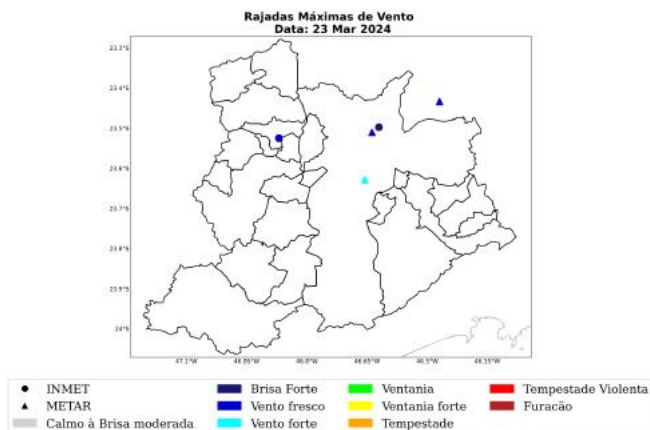 Rajadas Máximas de Vento
Data: 23 Mar 2024
23.3°S
23.4°S
23.5°S
23.6°S
23.7°S
23.8°S
23.9°S
24°S
47.1°W 46.95°W 46.8°W 46.65°W 46.5°W 46.35°W
INMET Brisa Forte Ventania Tempestade Violenta
METAR Vento fresco Ventania forte Furacão
Calmo à Brisa moderada Vento forte Tempestade